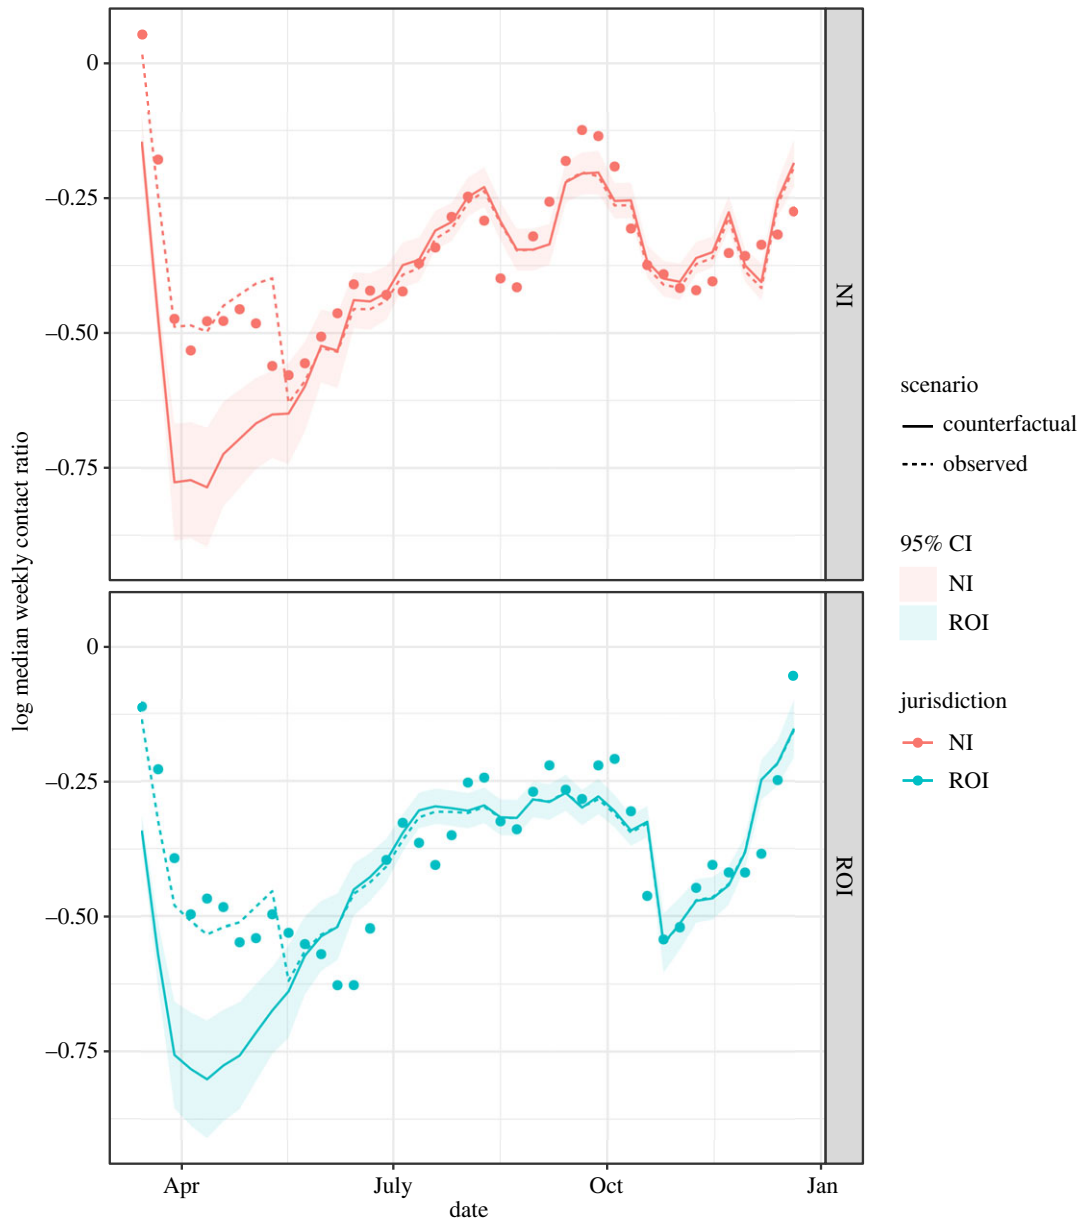 0
−0.25
−0.50
−0.75
NI
log median weekly contact ratio
0
−0.25
−0.50
−0.75
ROI
Apr
July
Oct
Jan
date
scenario
counterfactual
observed
95% CI
NI
ROI
jurisdiction
NI
ROI